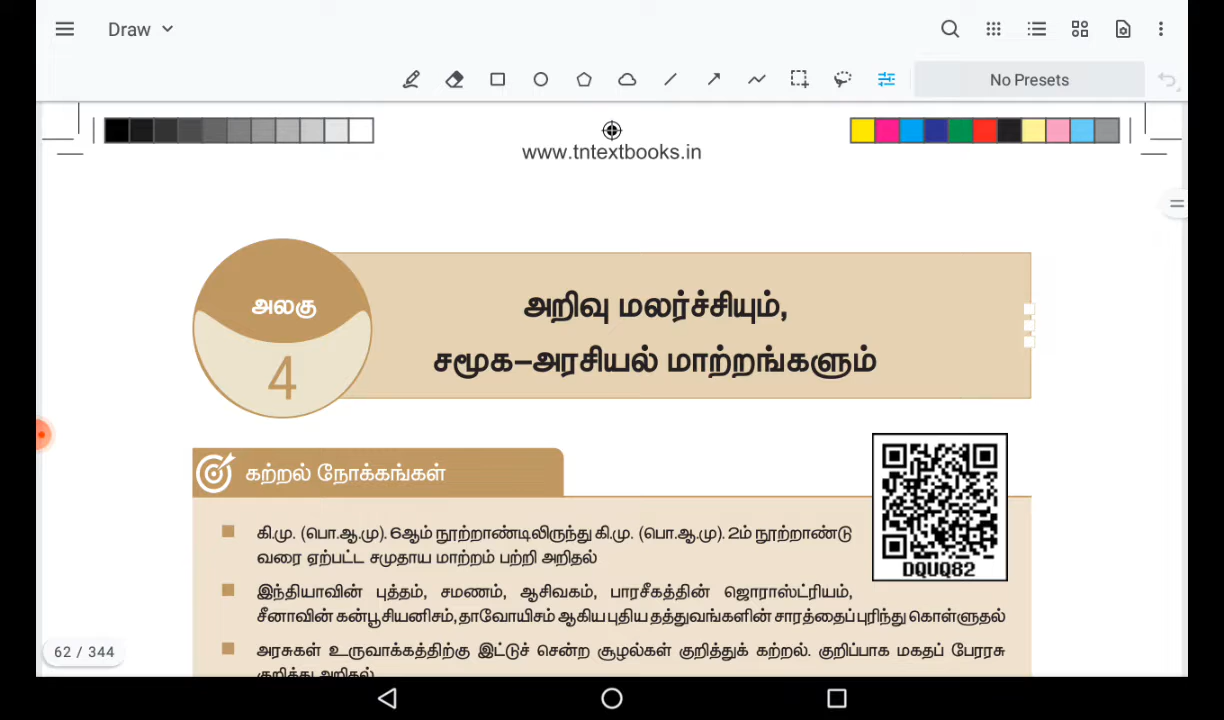 Draw
No Presets
www.tntextbooks.in
அலகு
4
அறிவு மலர்ச்சியும்,
சமூக–அரசியல் மாற்றங்களும்
கற்றல் நோக்கங்கள்
கி.மு. (பொ.ஆ.மு). 6ஆம் நூற்றாண்டிலிருந்து கி.மு. (பொ.ஆ.மு). 2ம் நூற்றாண்டு
வரை ஏற்பட்ட சமுதாய மாற்றம் பற்றி அறிதல்
DQUQ82
இந்தியாவின் புத்தம், சமணம், ஆசிவகம், பாரசீகத்தின் ஜொராஸ்ட்ரியம்,
சீனாவின் கன்பூசியனிசம், தாவோயிசம் ஆகிய புதிய தத்துவங்களின் சாரத்தைப் புரிந்து கொள்ளுதல்
அரசுகள் உருவாக்கத்திற்கு இட்டுச் சென்ற சூழல்கள் குறித்துக் கற்றல். குறிப்பாக மகதப் பேரரசு
குறித்து அறிதல்
62 / 344